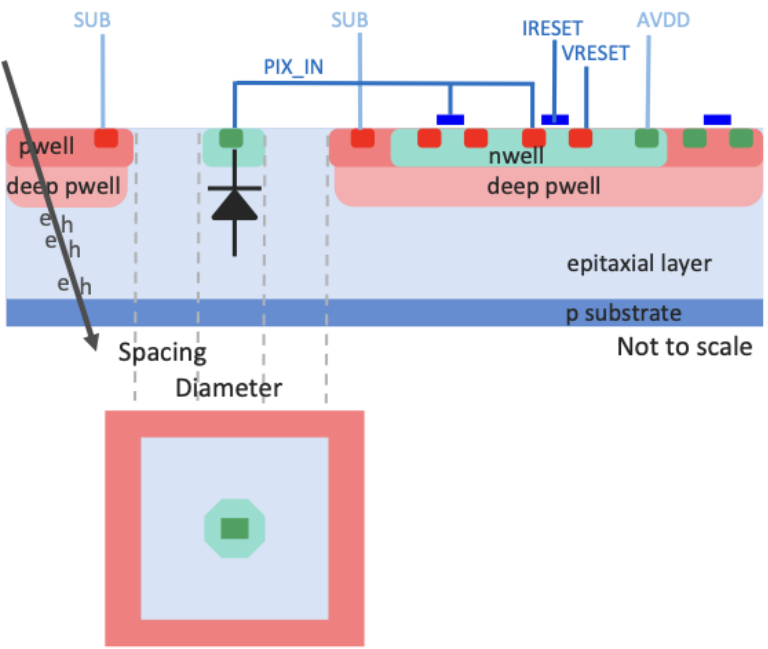 SUB
SUB
IRESET
AVDD
VRESET
PIX_IN
pwell
nwell
deep pwell
deep pwell
e h
e h
e h
epitaxial layer
p substrate
Spacing
Not to scale
Diameter